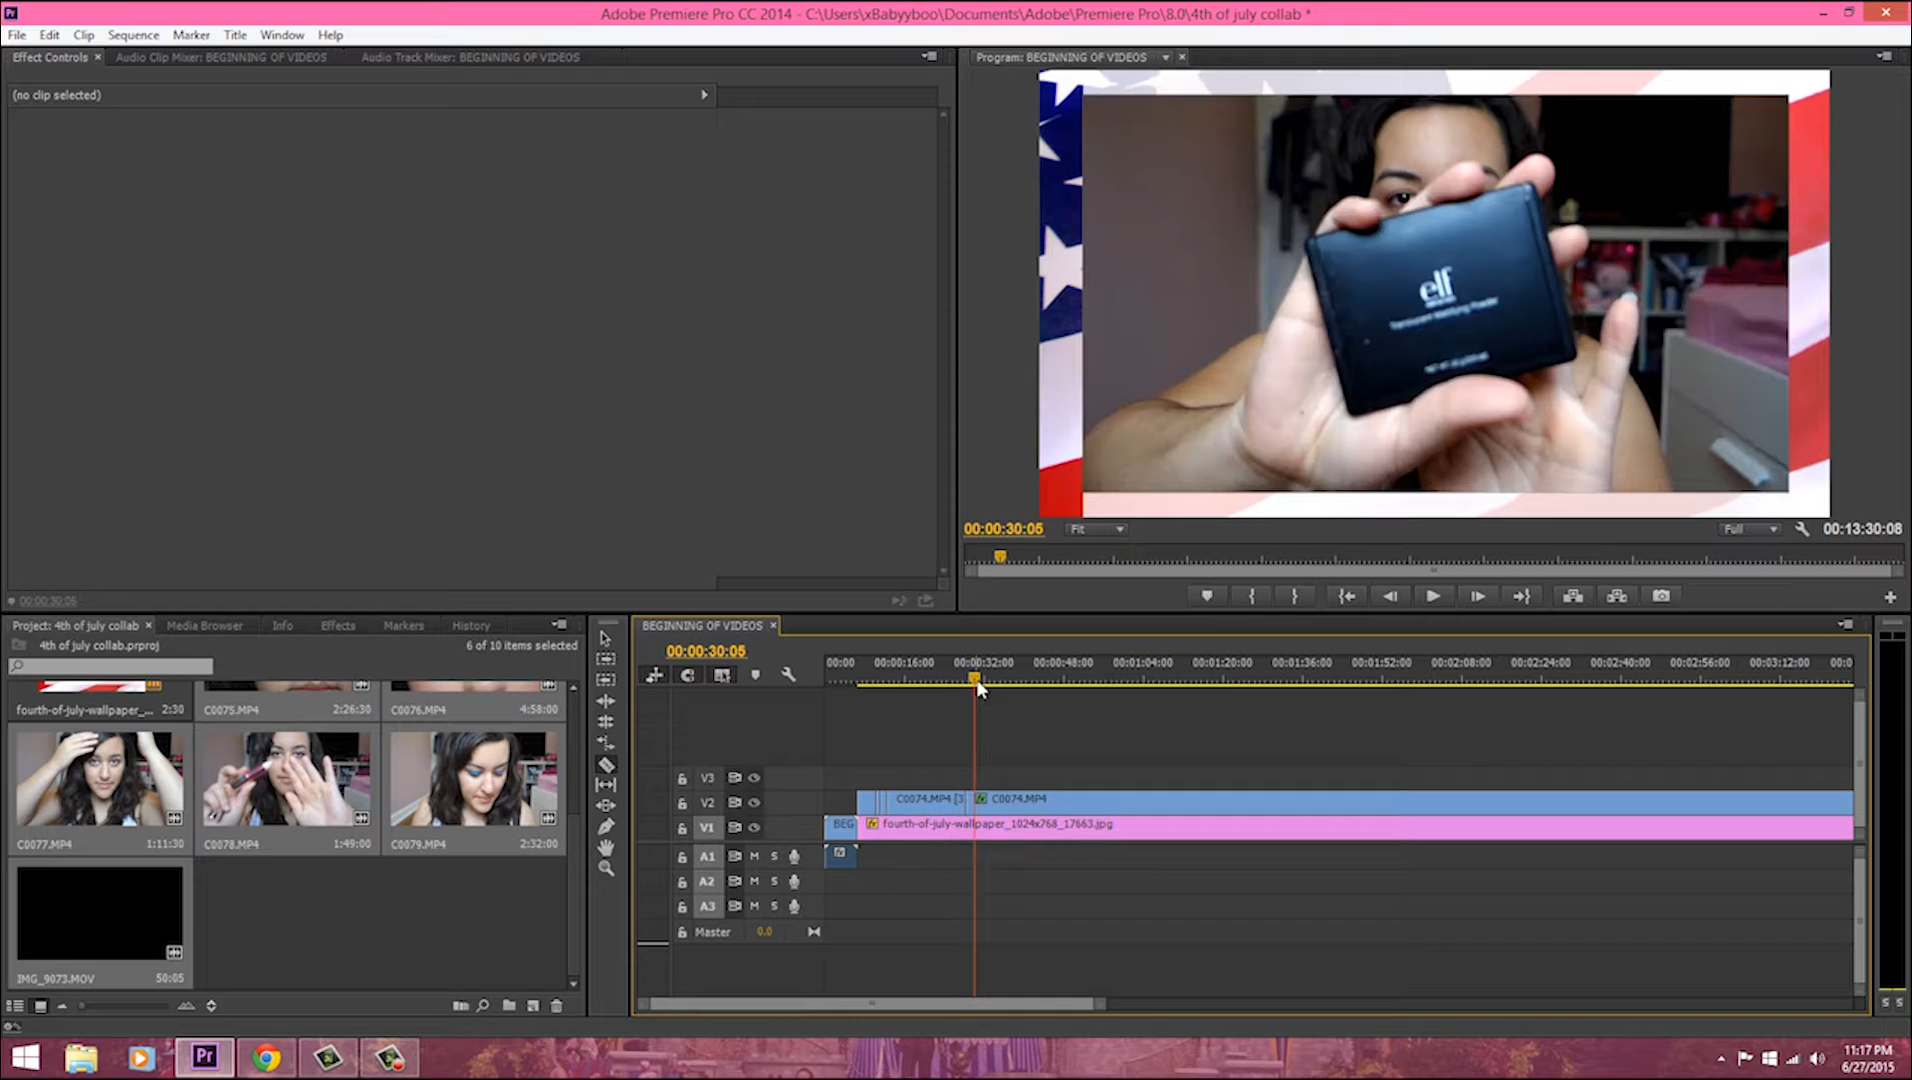 Adobe Premiere Pro CC 2014 - C:\Users\xBabyyboo\Documents\Adobe\Premiere Pro\8.0\4th of july collab *
File Edit Clip Sequence Marker Title Window Help
Effect Controls × Audio Clip Mixer: BEGINNING OF VIDEOS Audio Track Mixer: BEGINNING OF VIDEOS
Program: BEGINNING OF VIDEOS
(no clip selected)
elf
Translucent Mattifying Powder
00:00:30:05 Fit Full 00:13:30:08
00:00:30:05
Project: 4th of july collab × Media Browser Info Effects Markers History
4th of july collab.prproj 6 of 10 items selected
fourth-of-july-wallpaper_... 2:30 C0075.MP4 2:26:30 C0076.MP4 4:58:00
C0077.MP4 1:11:30 C0078.MP4 1:49:00 C0079.MP4 2:32:00
IMG_9073.MOV 50:05
BEGINNING OF VIDEOS ×
00:00:30:05
00:00 00:00:16:00 00:00:32:00 00:00:48:00 00:01:04:00 00:01:20:00 00:01:36:00 00:01:52:00 00:02:08:00 00:02:24:00 00:02:40:00 00:02:56:00 00:03:12:00 00:0
V3
V2 C0074.MP4 [3 C0074.MP4
V1 BEG fourth-of-july-wallpaper_1024x768_17663.jpg
A1 M S
A2 M S
A3 M S
Master 0.0
S S
Pr
11:17 PM
6/27/2015